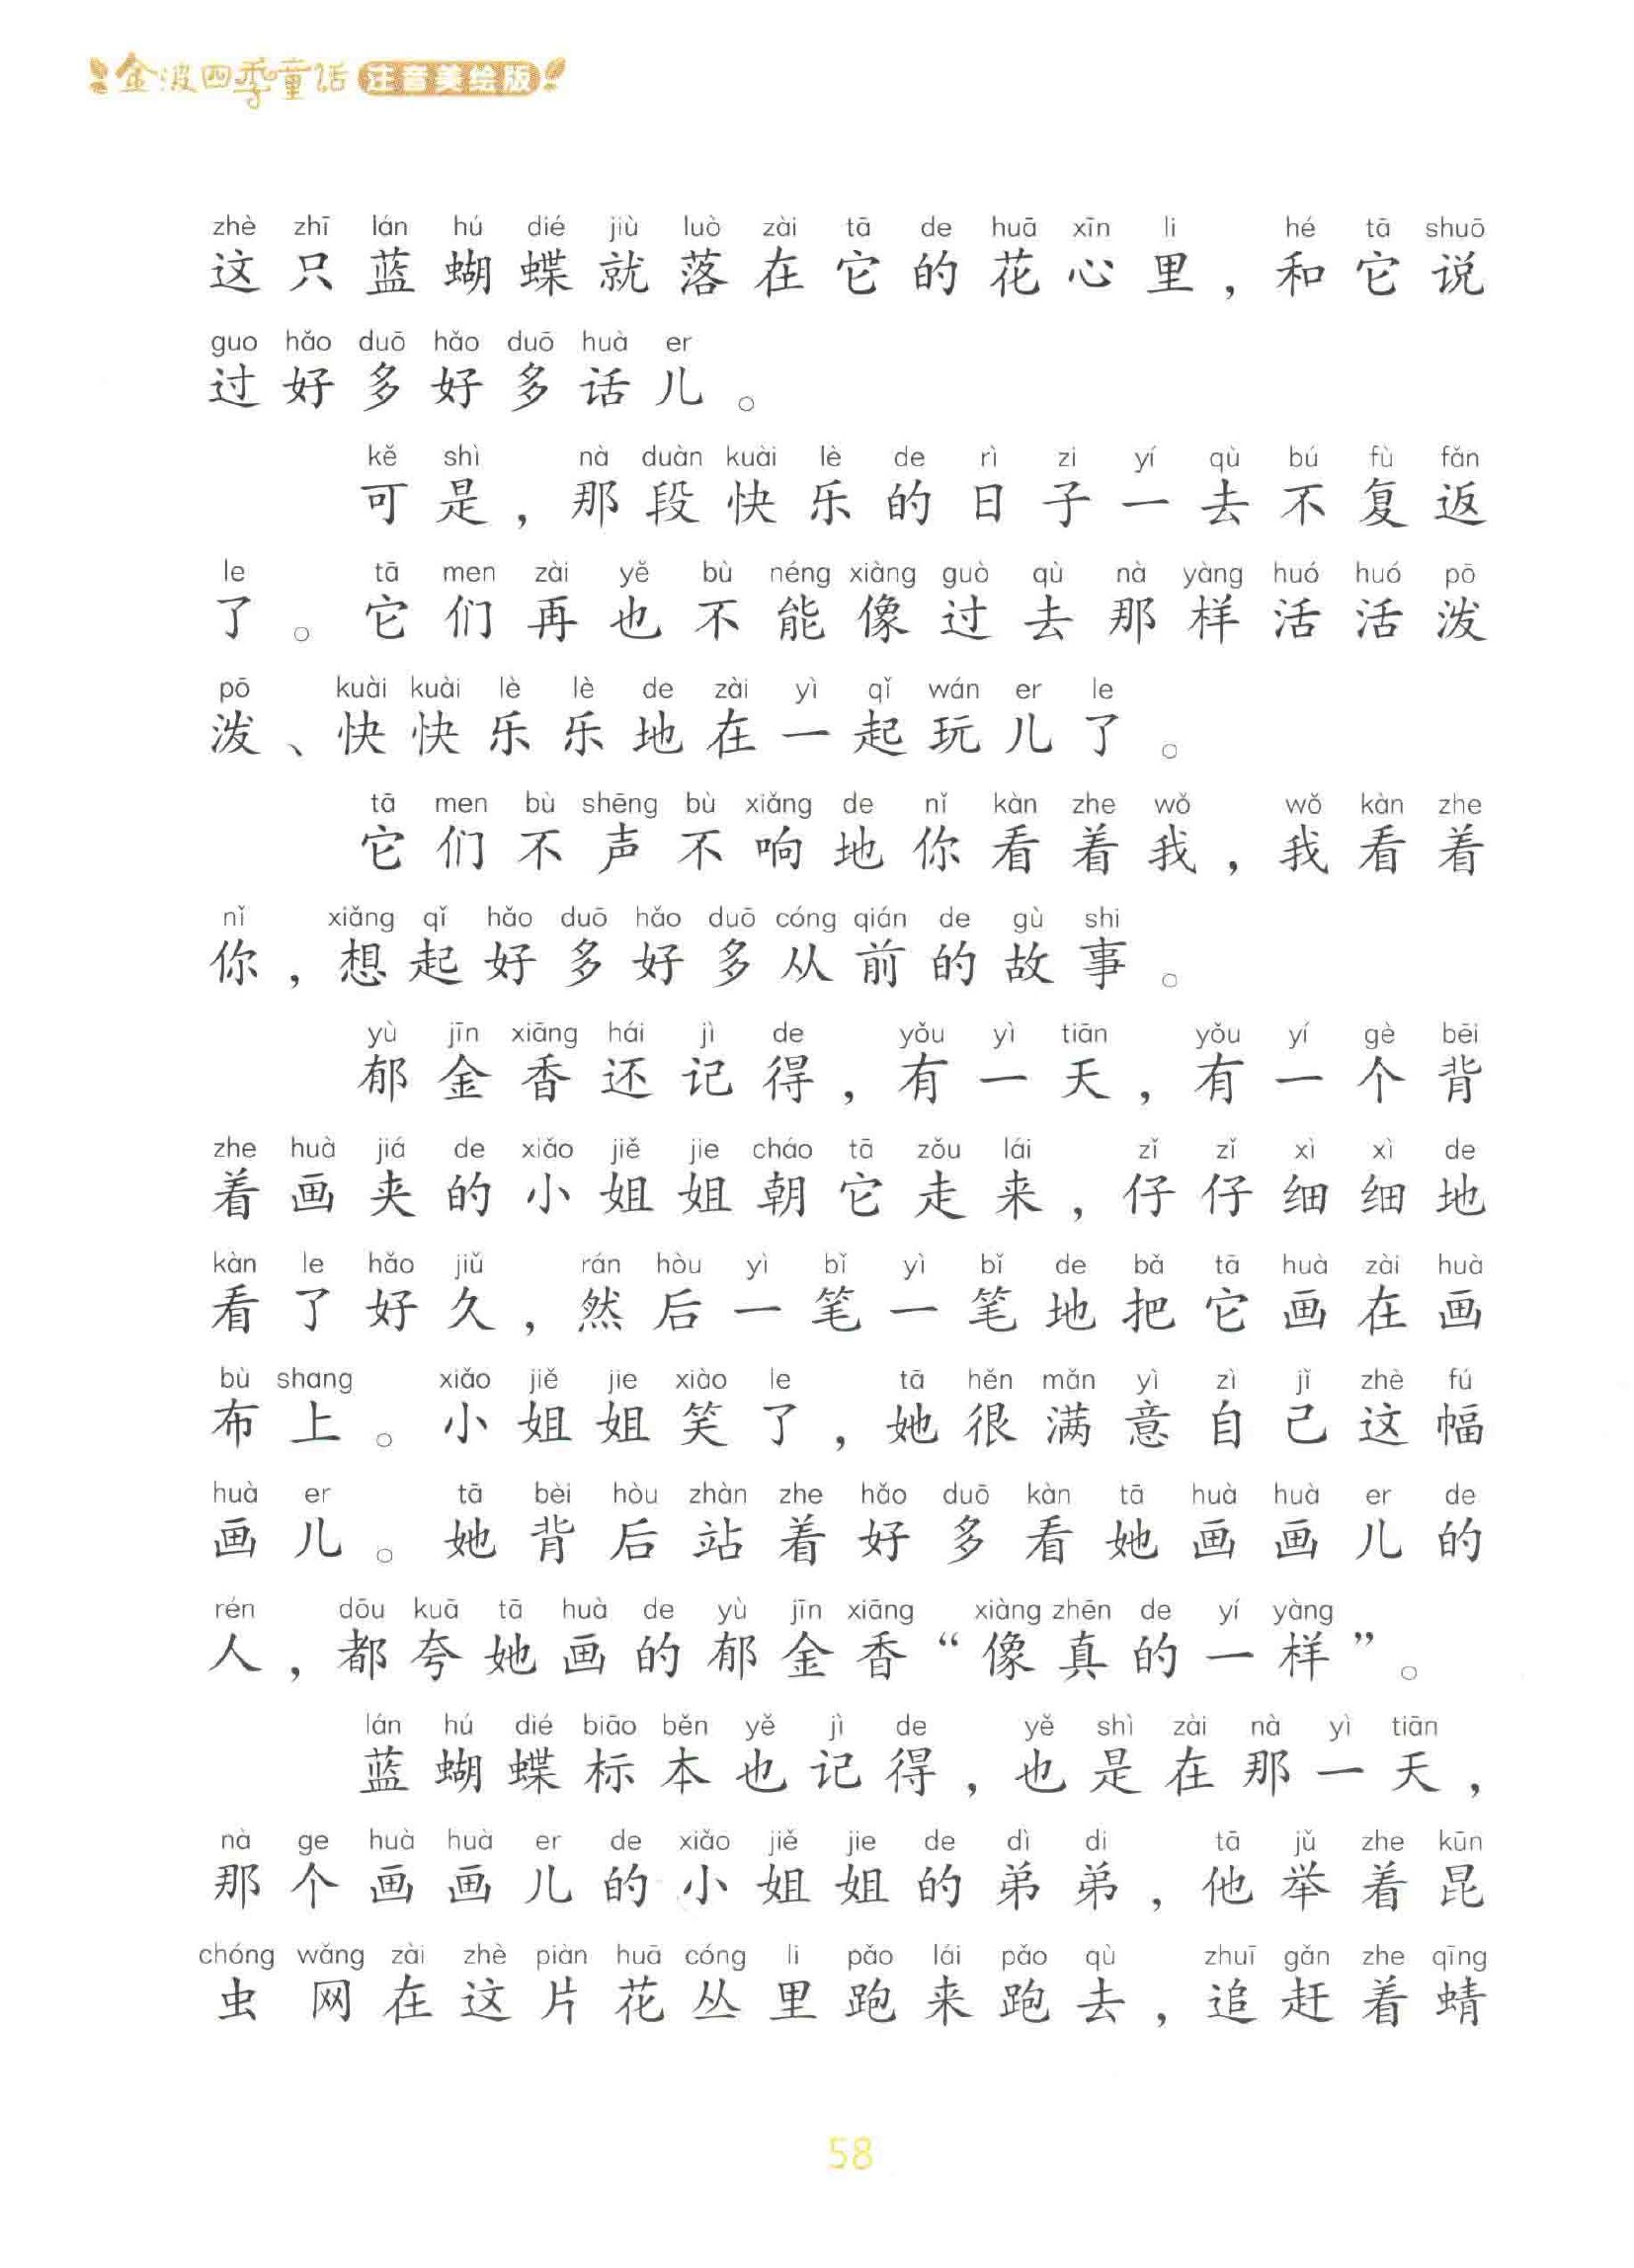 金波四季童话 注音美绘版
zhè zhī lán hú dié jiù luò zài tā de huā xīn li hé tā shuō
这只蓝蝴蝶就落在它的花心里，和它说
guo hǎo duō hǎo duō huà er
过好多好多话儿。
kě shì nà duàn kuài lè de rì zi yí qù bú fù fǎn
可是，那段快乐的日子一去不复返
le tā men zài yě bù néng xiàng guò qù nà yàng huó huó pō
了。它们再也不能像过去那样活活泼
pō kuài kuài lè lè de zài yì qǐ wán er le
泼、快快乐乐地在一起玩儿了。
tā men bù shēng bù xiǎng de nǐ kàn zhe wǒ wǒ kàn zhe
它们不声不响地你看着我，我看着
nǐ xiǎng qǐ hǎo duō hǎo duō cóng qián de gù shi
你，想起好多好多从前的故事。
yù jīn xiāng hái jì de yǒu yì tiān yǒu yí gè bēi
郁金香还记得，有一天，有一个背
zhe huà jiá de xiǎo jiě jie cháo tā zǒu lái zǐ zǐ xì xì de
着画夹的小姐姐朝它走来，仔仔细细地
kàn le hǎo jiǔ rán hòu yì bǐ yì bǐ de bǎ tā huà zài huà
看了好久，然后一笔一笔地把它画在画
bù shang xiǎo jiě jie xiào le tā hěn mǎn yì zì jǐ zhè fú
布上。小姐姐笑了，她很满意自己这幅
huà er tā bèi hòu zhàn zhe hǎo duō kàn tā huà huà er de
画儿。她背后站着好多看她画画儿的
rén dōu kuā tā huà de yù jīn xiāng xiàng zhēn de yí yàng
人，都夸她画的郁金香“像真的一样”。
lán hú dié biāo běn yě jì de yě shì zài nà yì tiān
蓝蝴蝶标本也记得，也是在那一天，
nà ge huà huà er de xiǎo jiě jie de dì di tā jǔ zhe kūn
那个画画儿的小姐姐的弟弟，他举着昆
chóng wǎng zài zhè piàn huā cóng li pǎo lái pǎo qù zhuī gǎn zhe qīng
虫网在这片花丛里跑来跑去，追赶着蜻
58